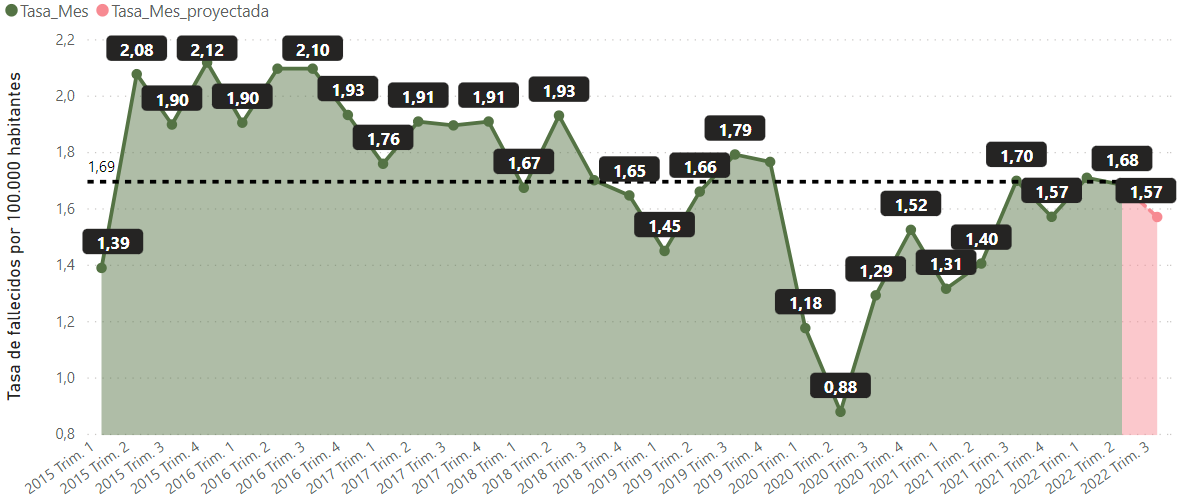 Tasa_Mes Tasa_Mes_proyectada
Tasa de fallecidos por 100.000 habitantes
2,2
2,0
1,8
1,6
1,4
1,2
1,0
0,8
1,69
1,39
2,08
1,90
2,12
1,90
2,10
1,93
1,76
1,91
1,91
1,67
1,93
1,65
1,45
1,66
1,79
1,18
0,88
1,29
1,52
1,31
1,40
1,70
1,57
1,68
1,57
2015 Trim. 1
2015 Trim. 2
2015 Trim. 3
2015 Trim. 4
2016 Trim. 1
2016 Trim. 2
2016 Trim. 3
2016 Trim. 4
2017 Trim. 1
2017 Trim. 2
2017 Trim. 3
2017 Trim. 4
2018 Trim. 1
2018 Trim. 2
2018 Trim. 3
2018 Trim. 4
2019 Trim. 1
2019 Trim. 2
2019 Trim. 3
2019 Trim. 4
2020 Trim. 1
2020 Trim. 2
2020 Trim. 3
2020 Trim. 4
2021 Trim. 1
2021 Trim. 2
2021 Trim. 3
2021 Trim. 4
2022 Trim. 1
2022 Trim. 2
2022 Trim. 3